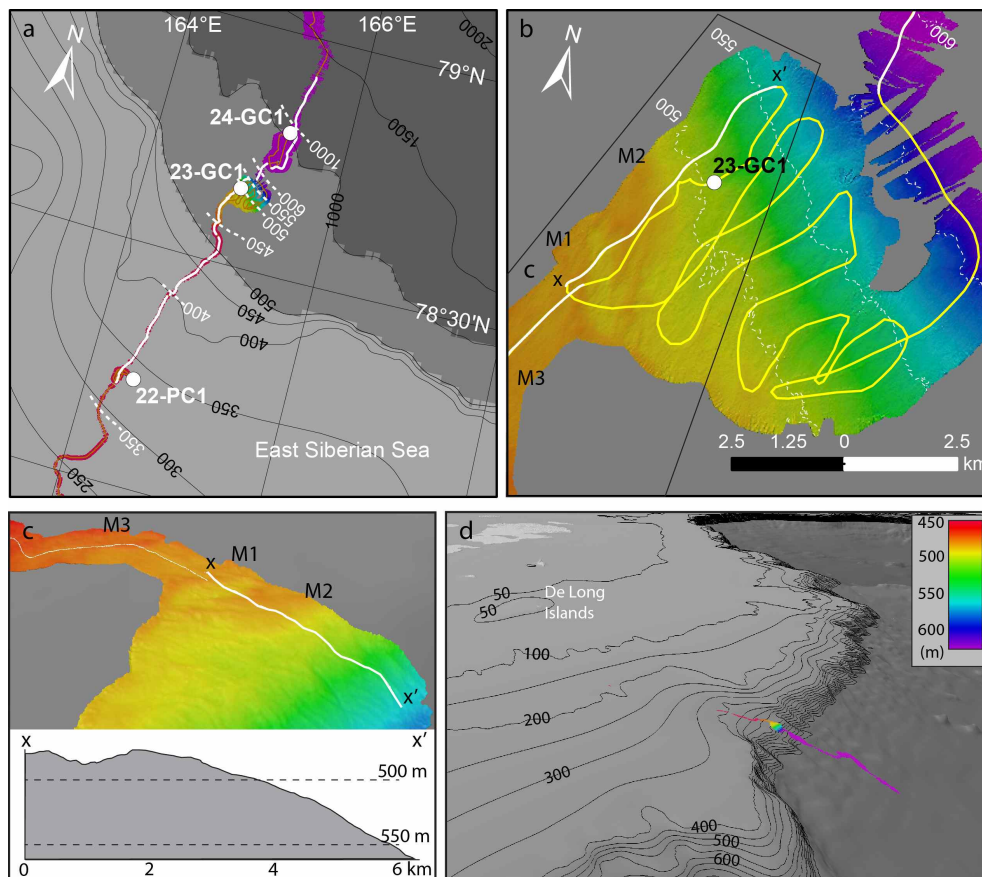 a
N
164°E
166°E
2000
79°N
1500
24-GC1
1000
23-GC1
600
550
500
450
1000
500
450
400
400
78°30'N
22-PC1
350
350
300
250
East Siberian Sea
b
N
550
x'
600
500
M2
23-GC1
M1
c
x
M3
2.5 1.25 0 2.5
km
c
M3
x
M1
M2
x'
x x'
500 m
550 m
0 2 4 6 km
d
50
50
De Long
Islands
100
200
300
400
500
600
450
500
550
600
(m)